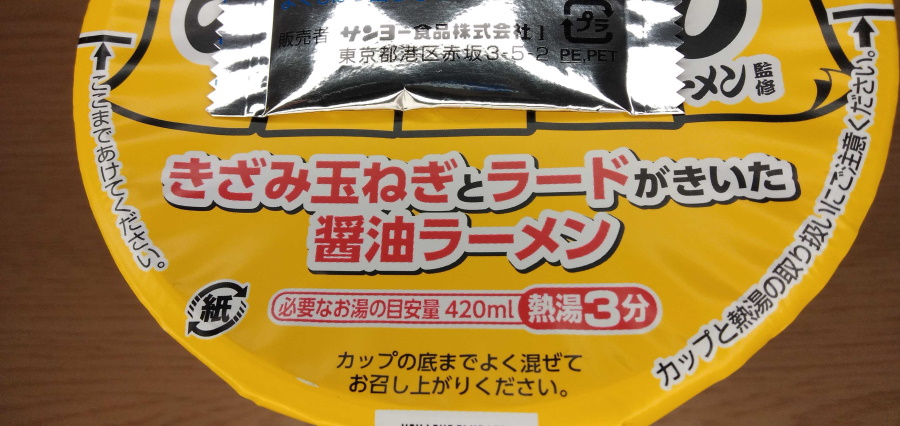 販売者 サンヨー食品株式会社
東京都港区赤坂3-5-2 PE,PET
プラ
ラーメン監修
ここまであけてください。
きざみ玉ねぎとラードがきいた
醤油ラーメン
紙
必要なお湯の目安量 420ml 熱湯3分
カップの底までよく混ぜて
お召し上がりください。
カップと熱湯の取り扱いにご注意ください。